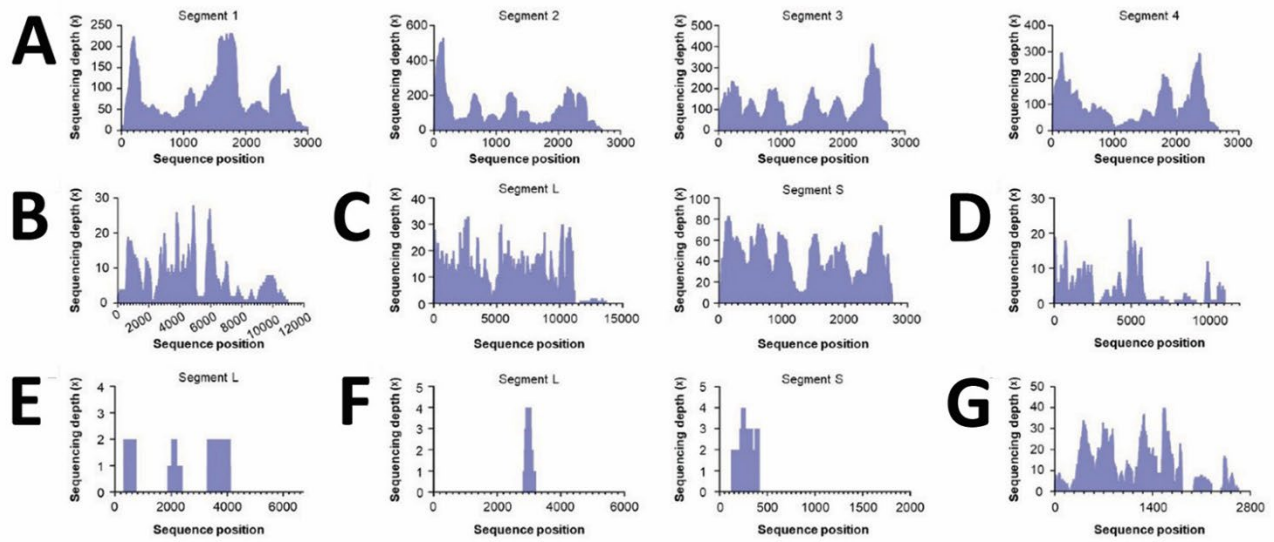 A
Segment 1
Sequencing depth (x)
250
200
150
100
50
0
0 1000 2000 3000
Sequence position
Segment 2
Sequencing depth (x)
600
400
200
0
0 1000 2000 3000
Sequence position
Segment 3
Sequencing depth (x)
500
400
300
200
100
0
0 1000 2000 3000
Sequence position
Segment 4
Sequencing depth (x)
400
300
200
100
0
0 1000 2000 3000
Sequence position
B
Sequencing depth (x)
30
20
10
0
0 2000 4000 6000 8000 10000 12000
Sequence position
C
Segment L
Sequencing depth (x)
40
30
20
10
0
0 5000 10000 15000
Sequence position
Segment S
Sequencing depth (x)
100
80
60
40
20
0
0 1000 2000 3000
Sequence position
D
Sequencing depth (x)
30
20
10
0
0 5000 10000
Sequence position
E
Segment L
Sequencing depth (x)
4
3
2
1
0
0 2000 4000 6000
Sequence position
F
Segment L
Sequencing depth (x)
5
4
3
2
1
0
0 2000 4000 6000
Sequence position
Segment S
Sequencing depth (x)
5
4
3
2
1
0
0 500 1000 1500 2000
Sequence position
G
Sequencing depth (x)
50
40
30
20
10
0
0 1400 2800
Sequence position